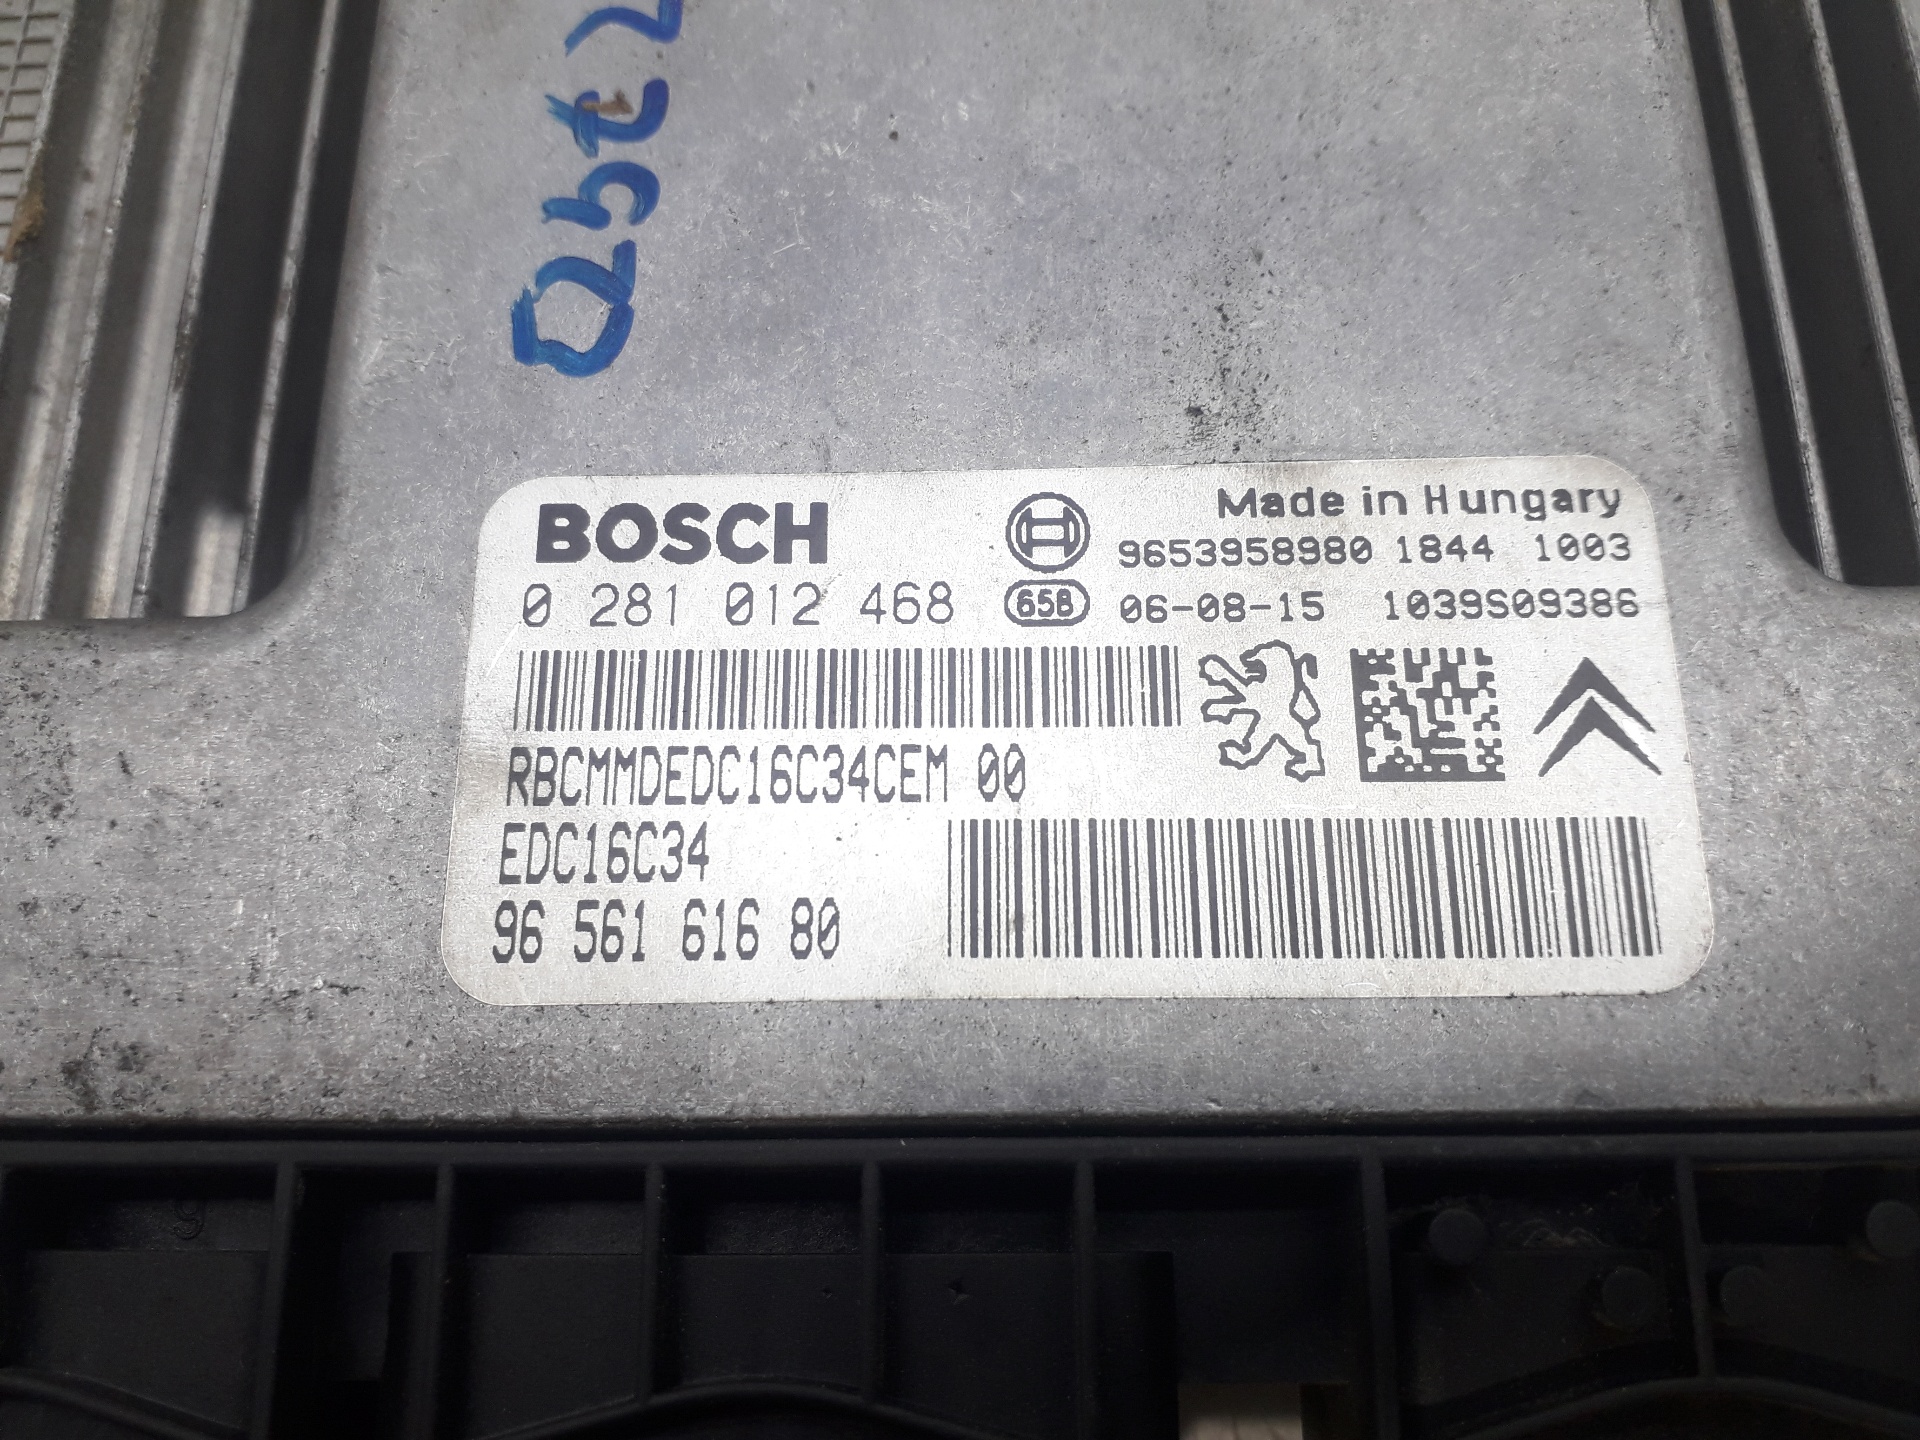 BOSCH
Made in Hungary
9653958980 1844 1003
0 281 012 468
65B
06-08-15 1039S09386
RBCMMDEDC16C34CEM 00
EDC16C34
96 561 616 80